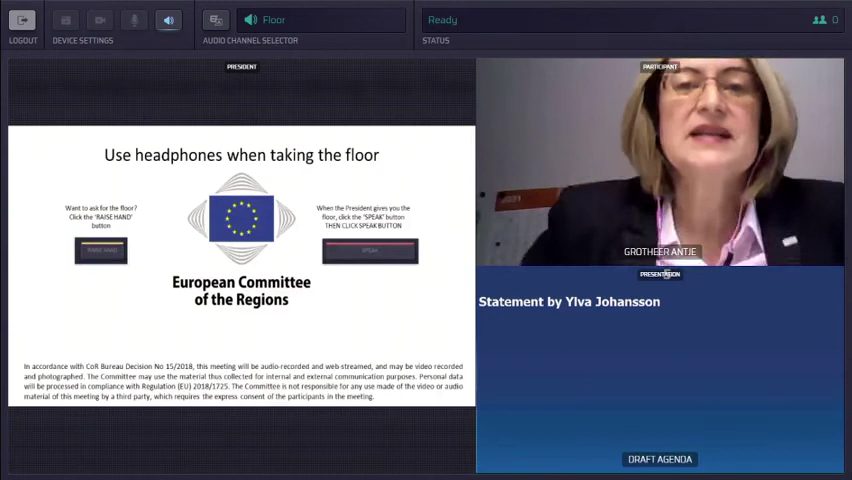 LOGOUT
DEVICE SETTINGS
Floor
AUDIO CHANNEL SELECTOR
Ready
0
STATUS
PRESIDENT
Use headphones when taking the floor
Want to ask for the floor?
Click the 'RAISE HAND'
button
RAISE HAND
When the President gives you the
floor, click the "SPEAK" button
THEN CLICK SPEAK BUTTON
SPEAK
European Committee
of the Regions
In accordance with CoR Bureau Decision No 15/2018, this meeting will be audio-recorded and web streamed, and may be video recorded
and photographed. The Committee may use the material thus collected for internal and external communication purposes. Personal data
will be processed in compliance with Regulation (EU) 2018/1725. The Committee is not responsible for any use made of the video or audio
material of this meeting by a third party, which requires the express consent of the participants in the meeting.
PARTICIPANT
2021
GROTHEER ANTJE
PRESENTATION
Statement by Ylva Johansson
DRAFT AGENDA